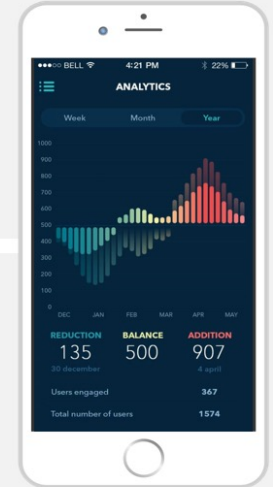 ●●●○○ BELL 4:21 PM 22%
ANALYTICS
Week Month Year
1000
900
800
700
600
500
400
300
200
100
0
DEC JAN FEB MAR APR MAY
REDUCTION BALANCE ADDITION
135 500 907
30 december 4 april
Users engaged 367
Total number of users 1574